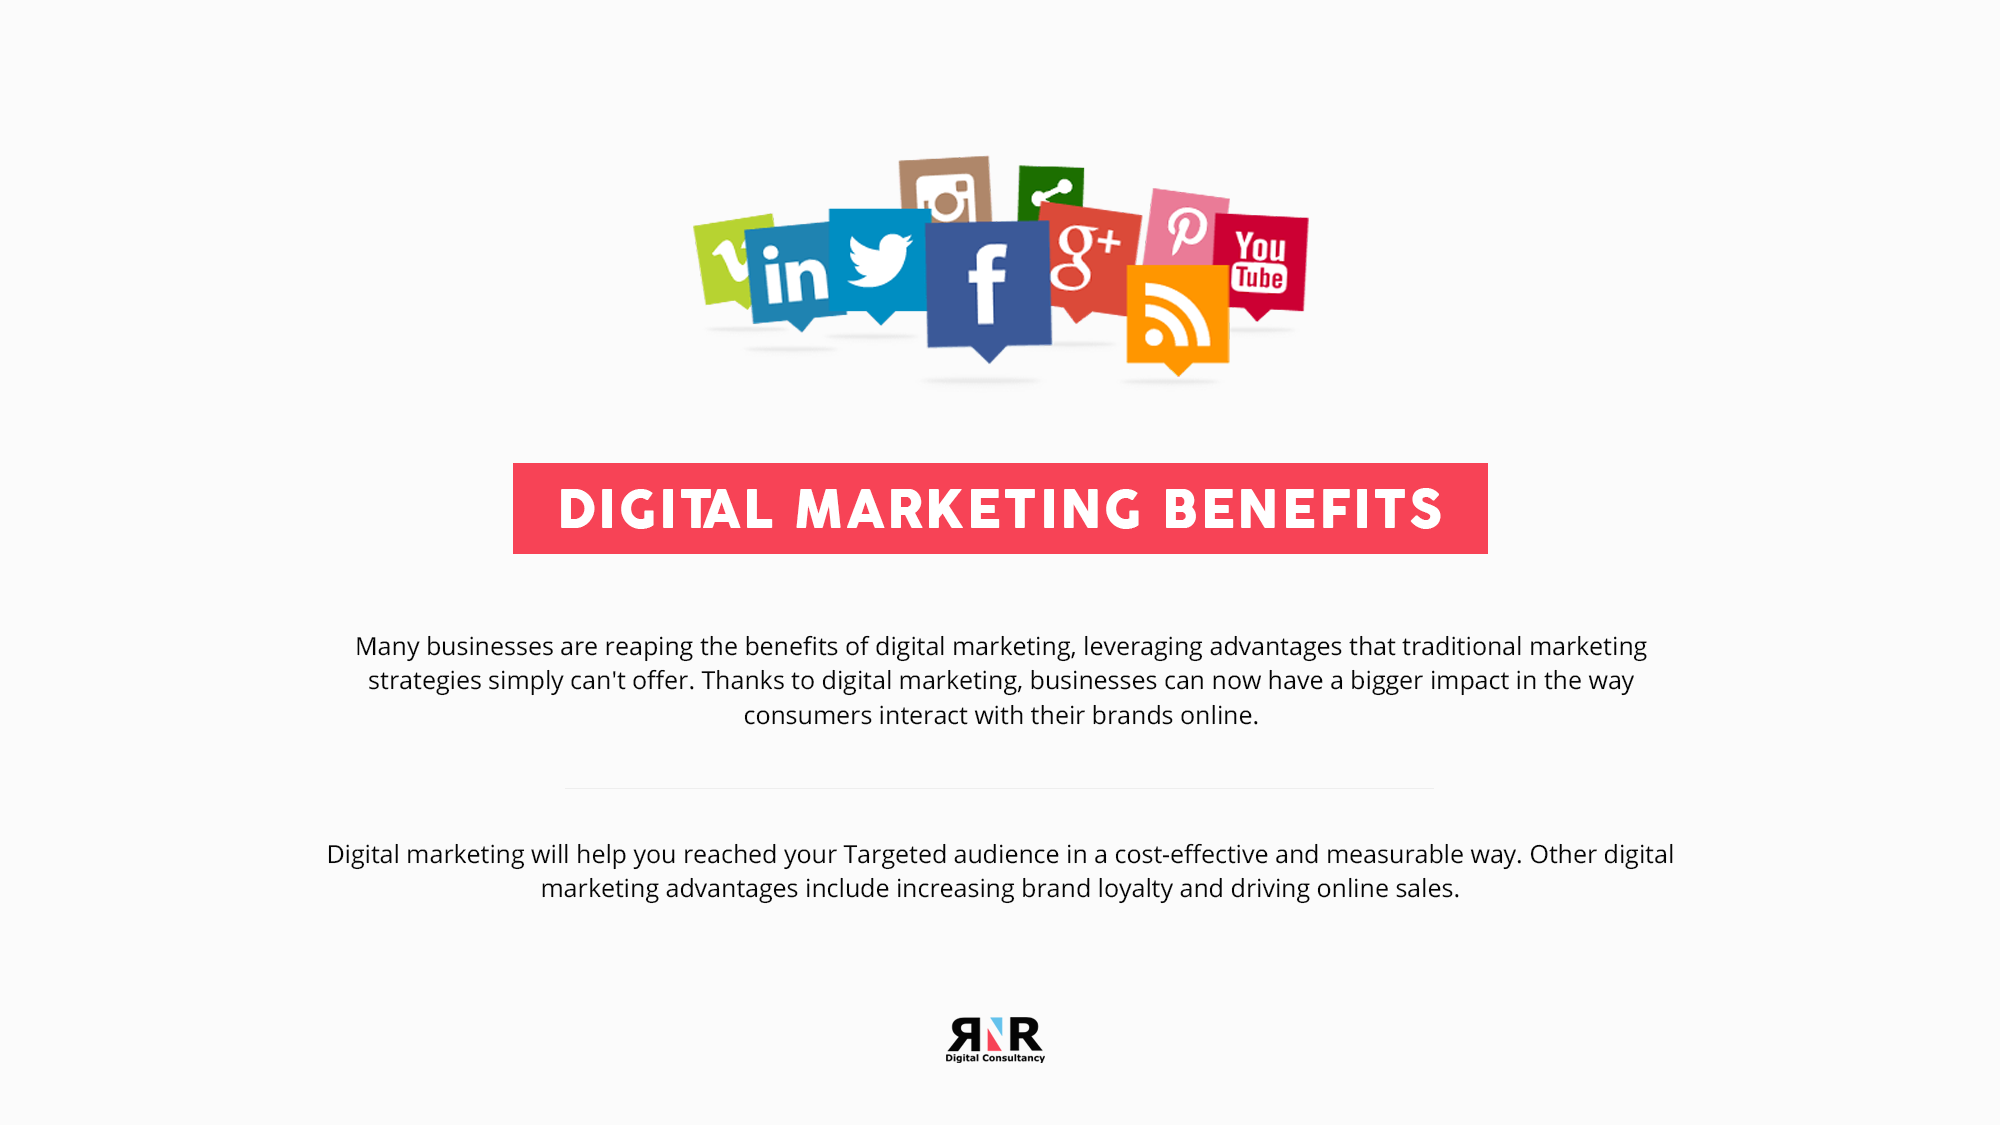 in
f
g+
You
Tube
DIGITAL MARKETING BENEFITS
Many businesses are reaping the benefits of digital marketing, leveraging advantages that traditional marketing
strategies simply can't offer. Thanks to digital marketing, businesses can now have a bigger impact in the way
consumers interact with their brands online.
Digital marketing will help you reached your Targeted audience in a cost-effective and measurable way. Other digital
marketing advantages include increasing brand loyalty and driving online sales.
RNR
Digital Consultancy